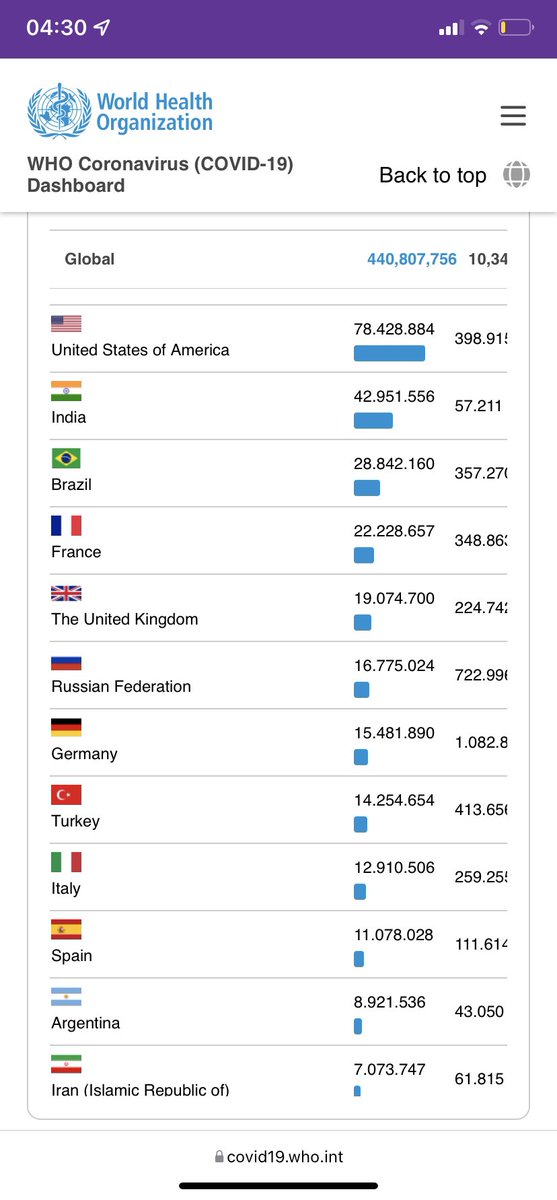 04:30
World Health
Organization
WHO Coronavirus (COVID-19)
Dashboard
Back to top
Global 440,807,756 10,34
78.428.884
United States of America 398.915
42.951.556
India 57.211
28.842.160
Brazil 357.27
22.228.657
France 348.86
19.074.700
The United Kingdom 224.74
16.775.024
Russian Federation 722.99
15.481.890
Germany 1.082.8
14.254.654
Turkey 413.65
12.910.506
Italy 259.25
11.078.028
Spain 111.614
8.921.536
Argentina 43.050
7.073.747
Iran (Islamic Republic of) 61.815
covid19.who.int